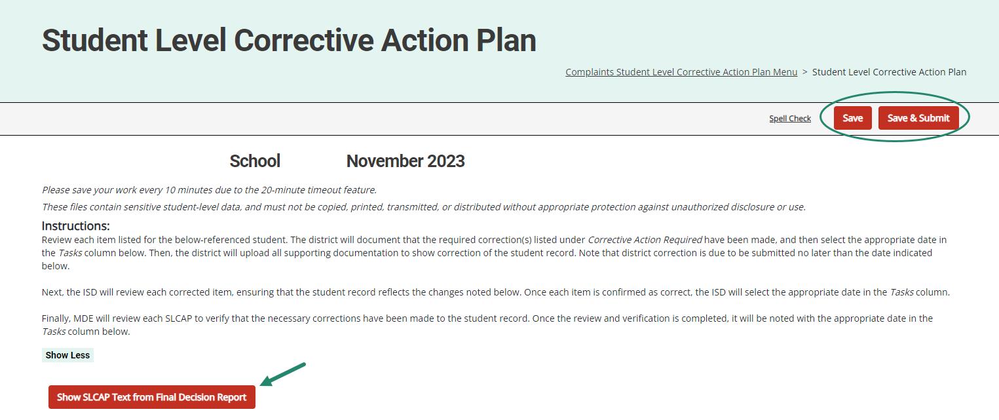 Student Level Corrective Action Plan
Complaints Student Level Corrective Action Plan Menu > Student Level Corrective Action Plan
Spell Check Save Save & Submit
School November 2023
Please save your work every 10 minutes due to the 20-minute timeout feature.
These files contain sensitive student-level data, and must not be copied, printed, transmitted, or distributed without appropriate protection against unauthorized disclosure or use.
Instructions:
Review each item listed for the below-referenced student. The district will document that the required correction(s) listed under Corrective Action Required have been made, and then select the appropriate date in
the Tasks column below. Then, the district will upload all supporting documentation to show correction of the student record. Note that district correction is due to be submitted no later than the date indicated
below.
Next, the ISD will review each corrected item, ensuring that the student record reflects the changes noted below. Once each item is confirmed as correct, the ISD will select the appropriate date in the Tasks column.
Finally, MDE will review each SLCAP to verify that the necessary corrections have been made to the student record. Once the review and verification is completed, it will be noted with the appropriate date in the
Tasks column below.
Show Less
Show SLCAP Text from Final Decision Report